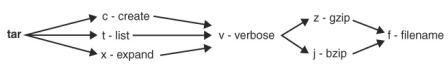 tar
c - create
t - list
x - expand
v - verbose
z - gzip
j - bzip
f - filename